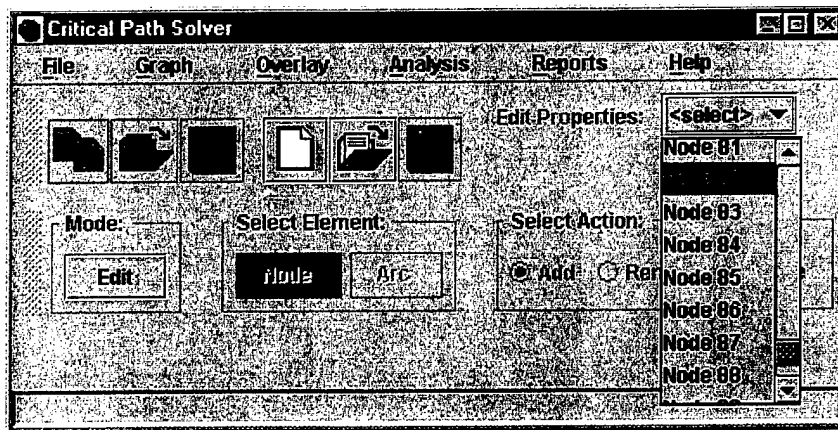 Critical Path Solver
File Graph Overlay Analysis Reports Help
Edit Properties: <select>
Node 81
Node 83
Node 84
Node 85
Node 86
Node 87
Node 88
Mode:
Edit
Select Element:
Node Arc
Select Action:
Add